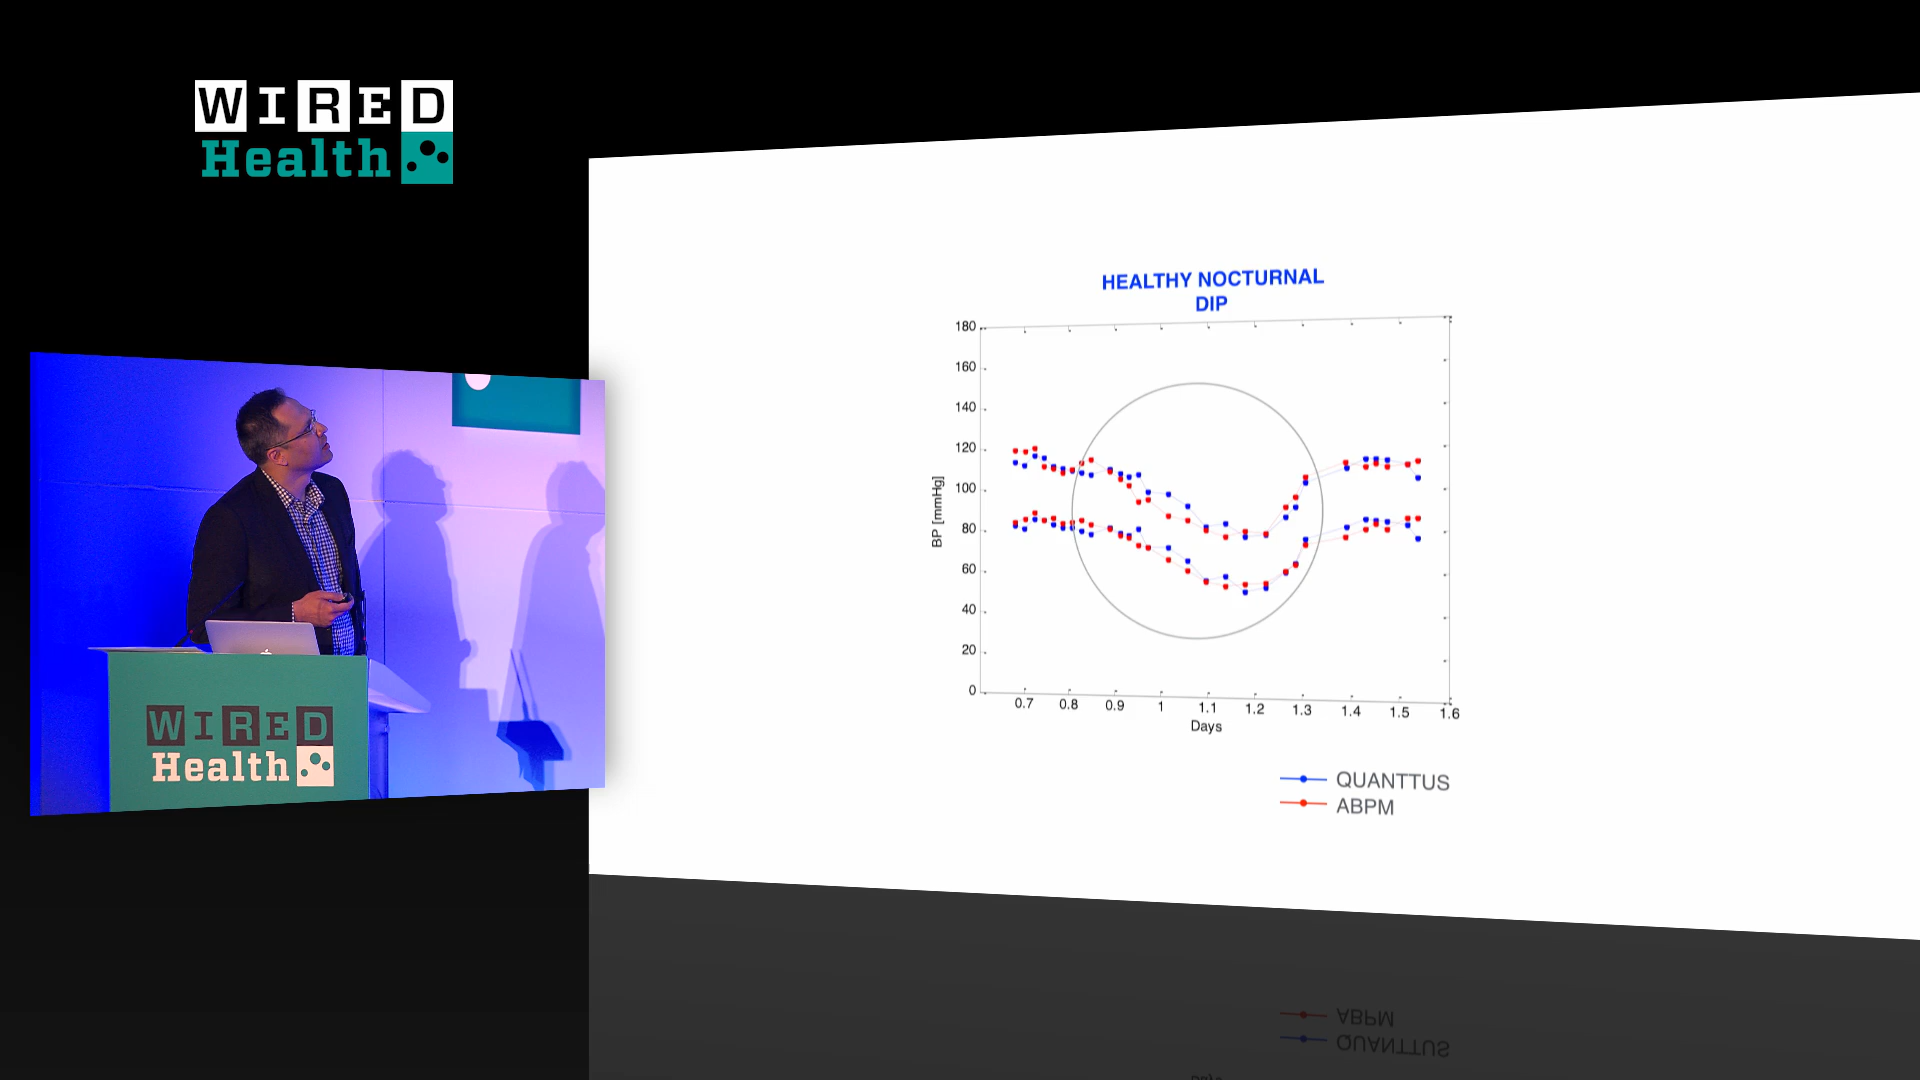 WIRED
Health
HEALTHY NOCTURNAL
DIP
180
160
140
120
100
80
60
40
20
0
BP [mmHg]
0.7 0.8 0.9 1 1.1 1.2 1.3 1.4 1.5 1.6
Days
QUANTTUS
ABPM
WIRED
Health
ABPM
QUANTTUS
Days